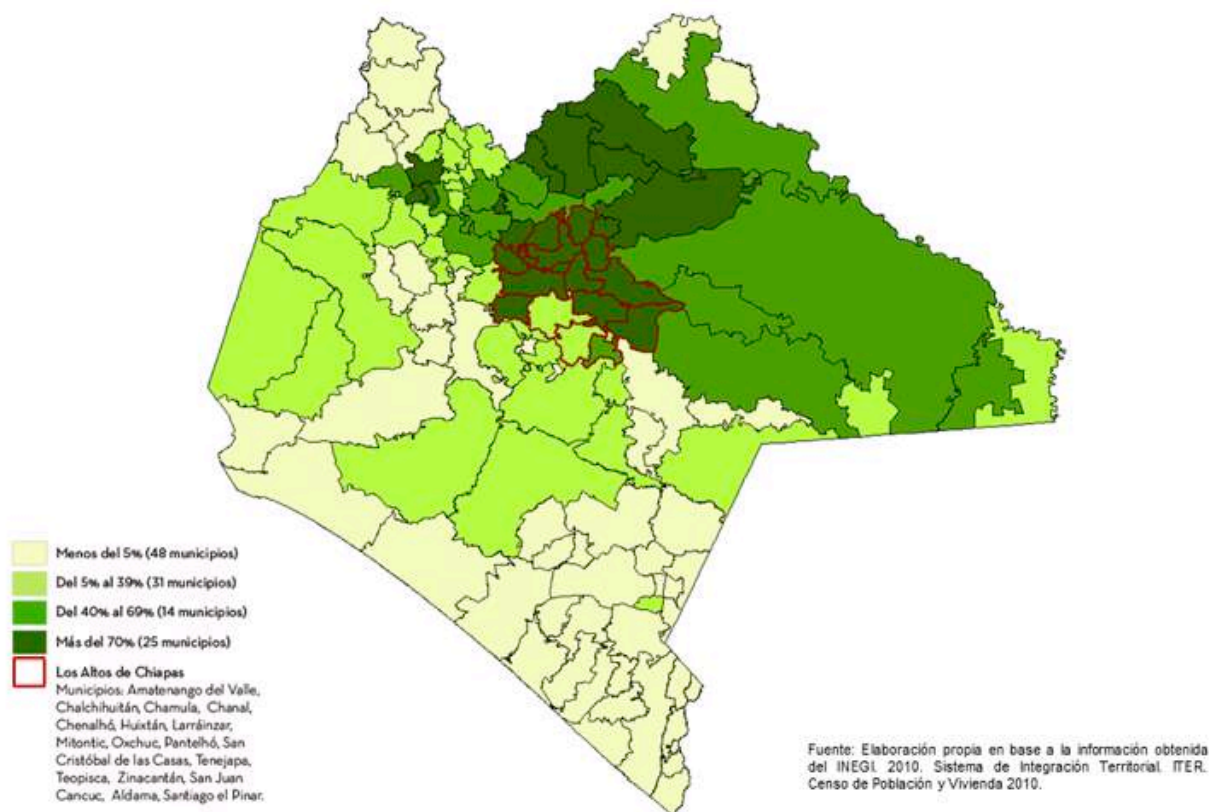 Menos del 5% (48 municipios)
Del 5% al 39% (31 municipios)
Del 40% al 69% (14 municipios)
Más del 70% (25 municipios)
Los Altos de Chiapas
Municipios: Amatenango del Valle,
Chalchihuitán, Chamula, Chanal,
Chenalhó, Huixtán, Larráinzar,
Mitontic, Oxchuc, Pantelhó, San
Cristóbal de las Casas, Tenejapa,
Teopisca, Zinacantán, San Juan
Cancuc, Aldama, Santiago el Pinar.
Fuente: Elaboración propia en base a la información obtenida
del INEGI. 2010. Sistema de Integración Territorial. ITER.
Censo de Población y Vivienda 2010.